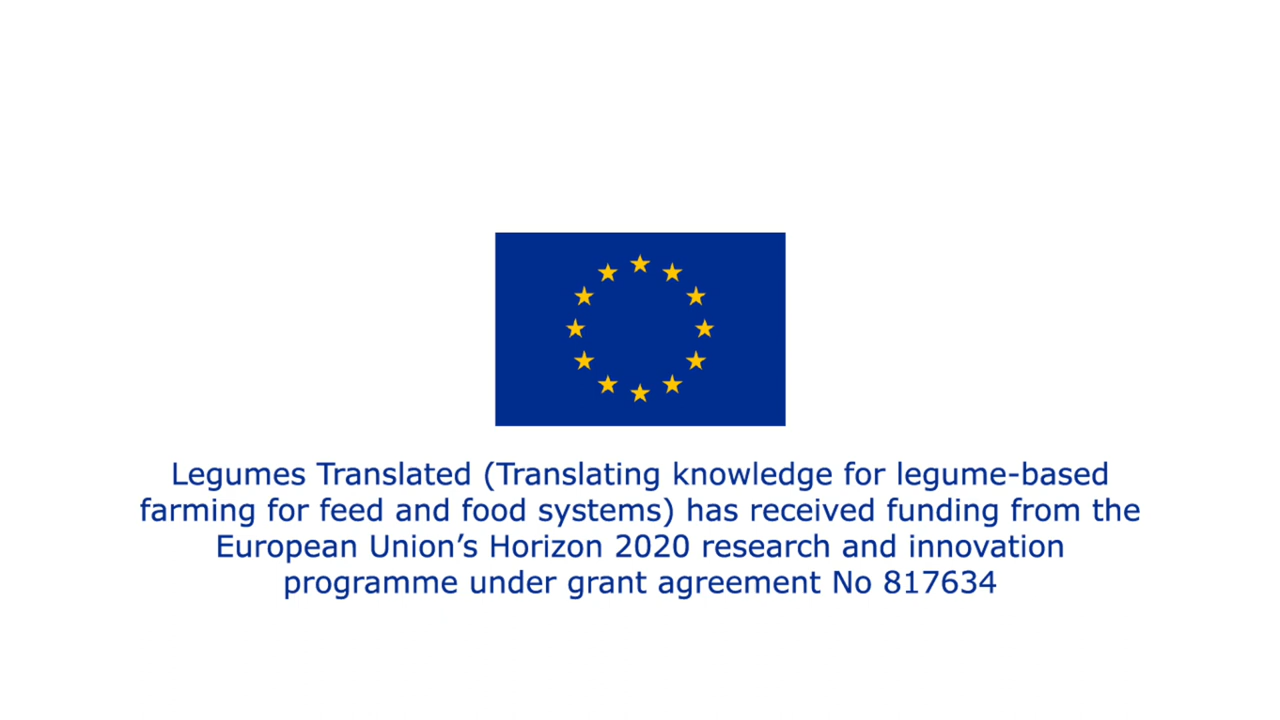 Legumes Translated (Translating knowledge for legume-based
farming for feed and food systems) has received funding from the
European Union’s Horizon 2020 research and innovation
programme under grant agreement No 817634